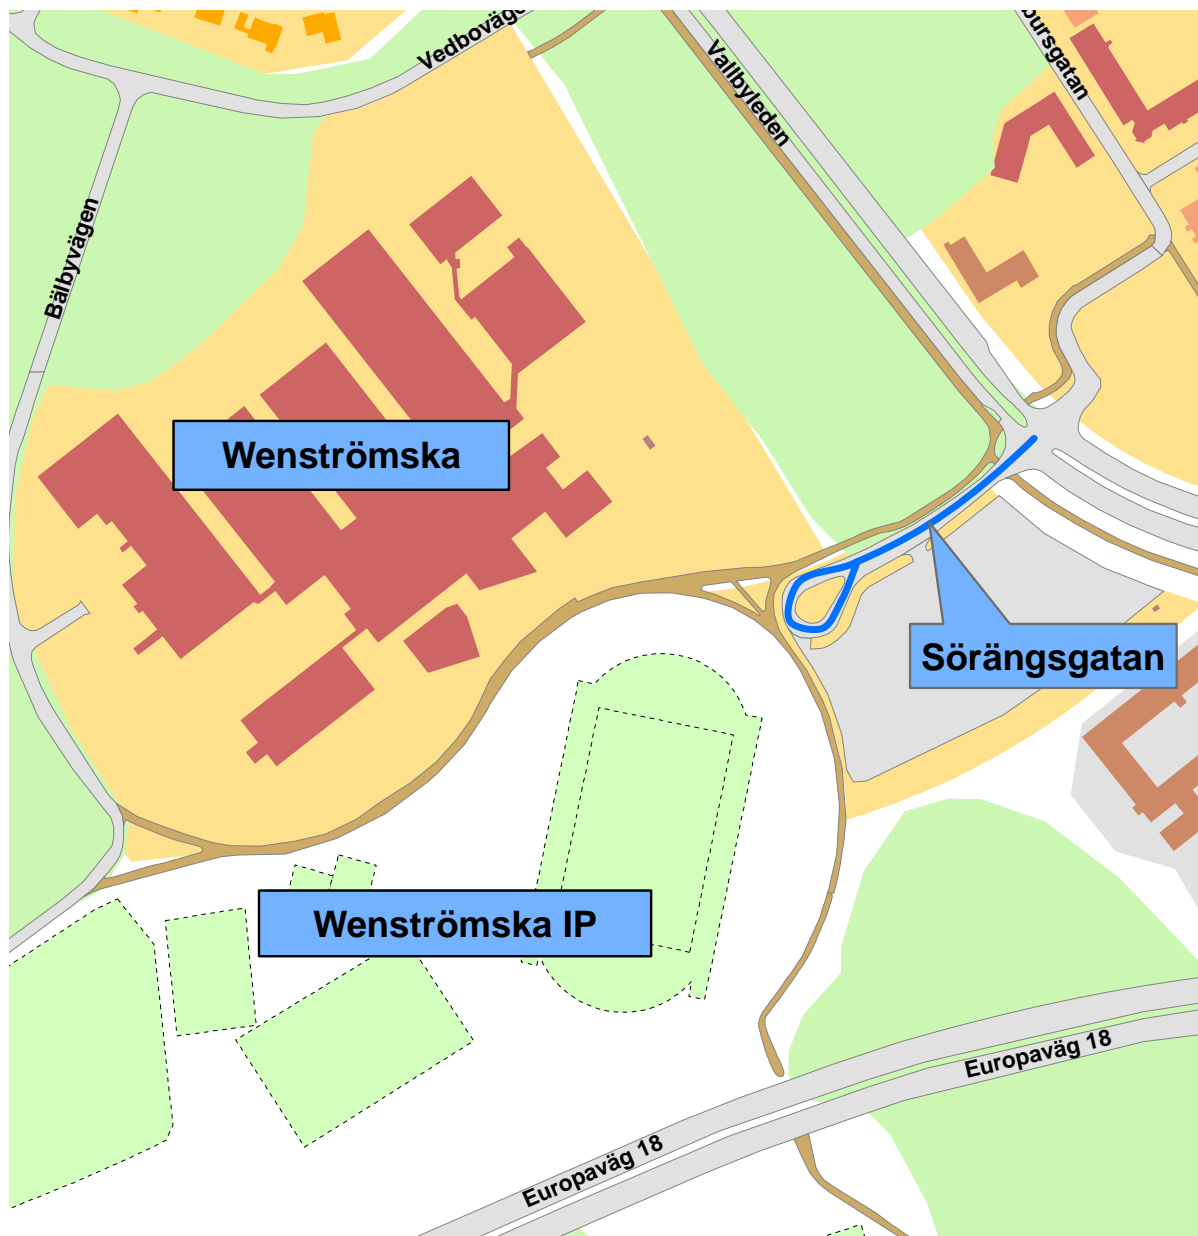 Vedbovägen
Vallbyleden
Bälbyvägen
Wenströmska
Sörängsgatan
Wenströmska IP
Europaväg 18
Europaväg 18